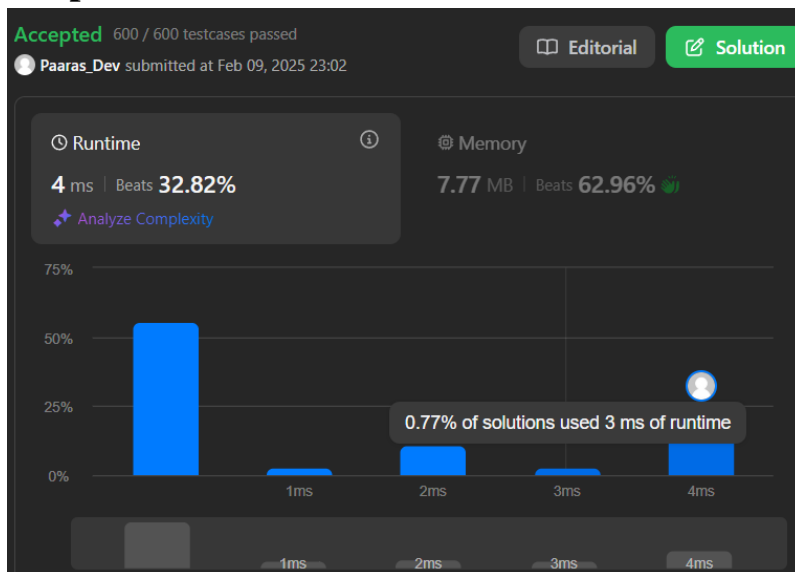 Accepted 600 / 600 testcases passed
Editorial
Solution
Paaras_Dev submitted at Feb 09, 2025 23:02
Runtime
4 ms | Beats 32.82%
Analyze Complexity
Memory
7.77 MB | Beats 62.96%
75%
50%
25%
0%
0.77% of solutions used 3 ms of runtime
1ms 2ms 3ms 4ms
1ms 2ms 3ms 4ms